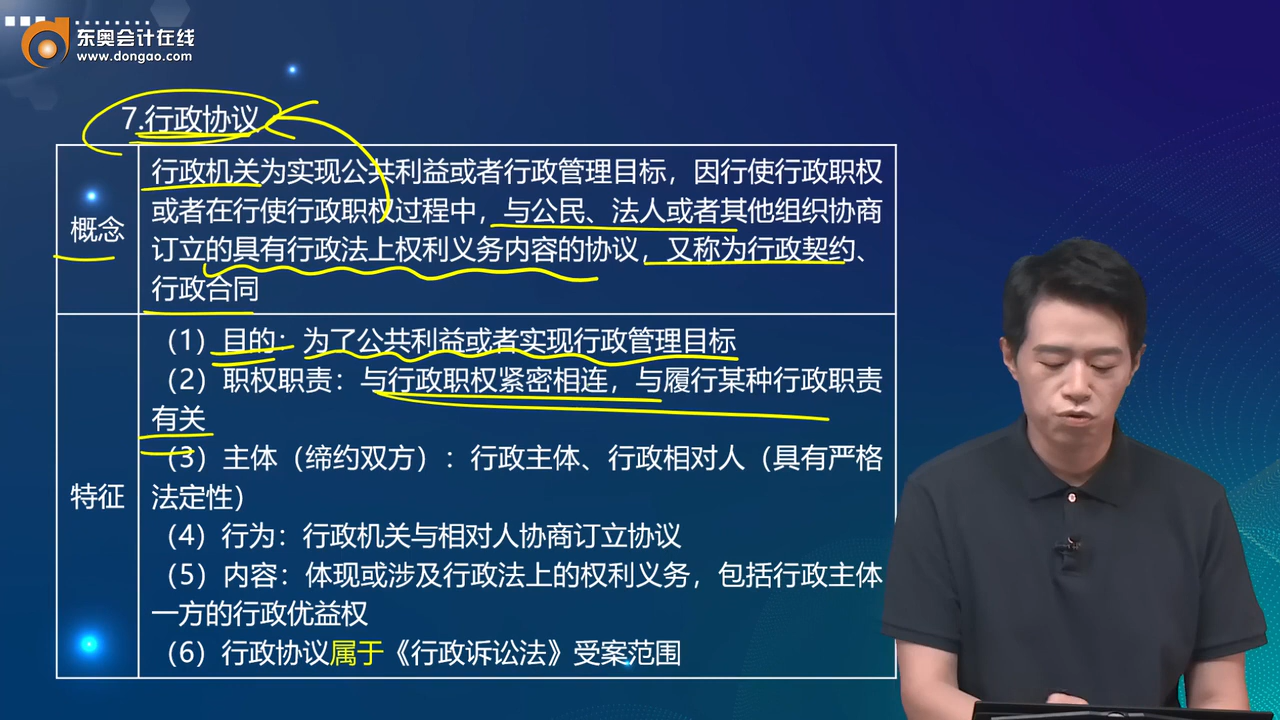 东奥会计在线
www.dongao.com
7.行政协议
概念
行政机关为实现公共利益或者行政管理目标，因行使行政职权
或者在行使行政职权过程中，与公民、法人或者其他组织协商
订立的具有行政法上权利义务内容的协议，又称为行政契约、
行政合同
特征
（1）目的：为了公共利益或者实现行政管理目标
（2）职权职责：与行政职权紧密相连，与履行某种行政职责
有关
（3）主体（缔约双方）：行政主体、行政相对人（具有严格
法定性）
（4）行为：行政机关与相对人协商订立协议
（5）内容：体现或涉及行政法上的权利义务，包括行政主体
一方的行政优益权
（6）行政协议属于《行政诉讼法》受案范围